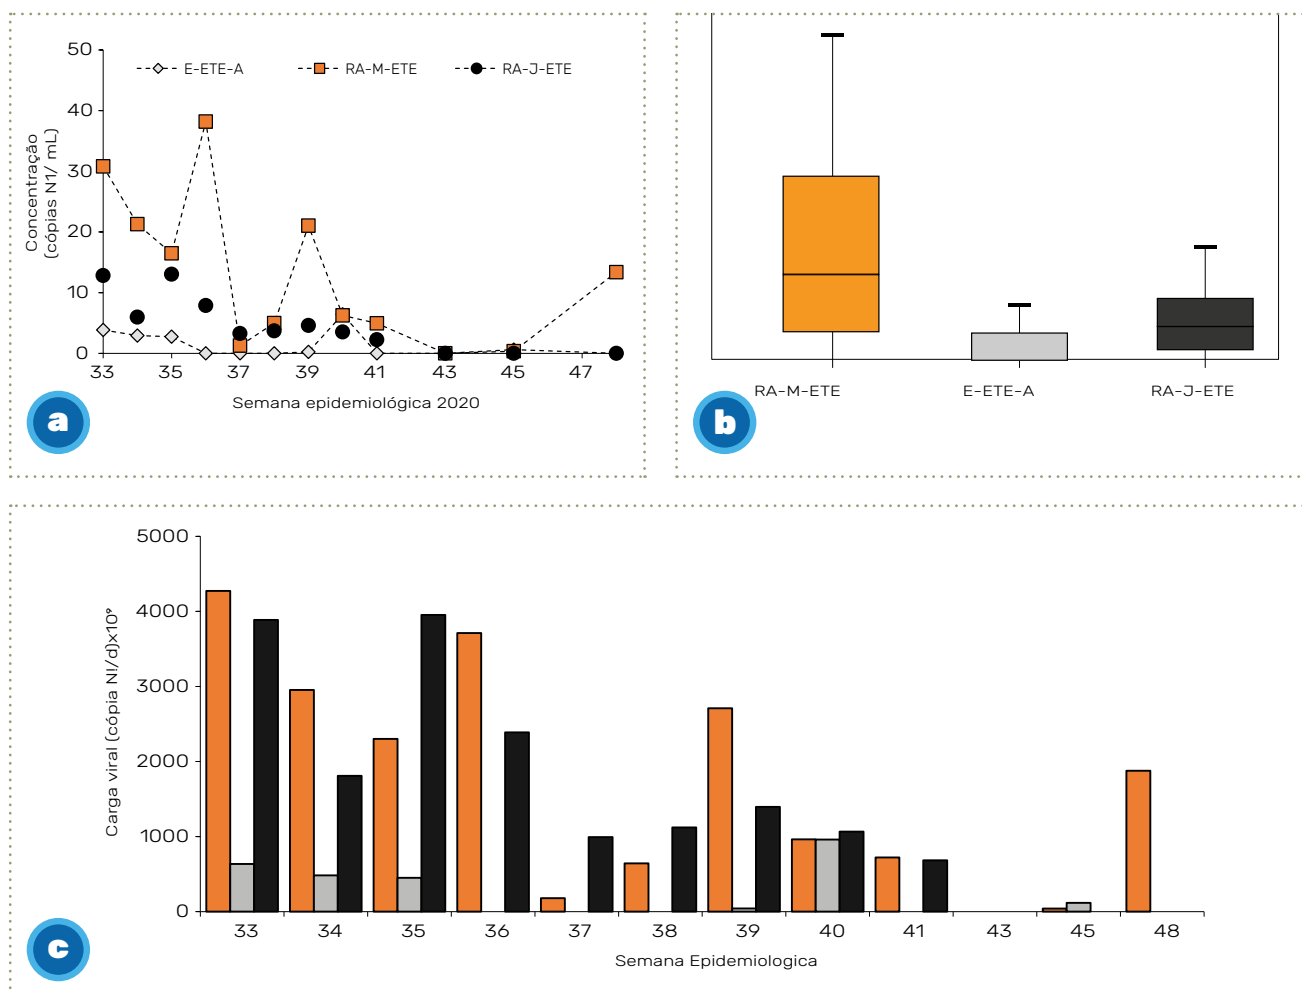 50
E-ETE-A RA-M-ETE RA-J-ETE
40
30
20
10
0
Concentração
(cópias N1/ mL)
33 35 37 39 41 43 45 47
Semana epidemiológica 2020
a
RA-M-ETE E-ETE-A RA-J-ETE
b
5000
4000
3000
2000
1000
0
Carga viral (cópia N!/d)x10⁹
33 34 35 36 37 38 39 40 41 43 45 48
Semana Epidemiologica
c